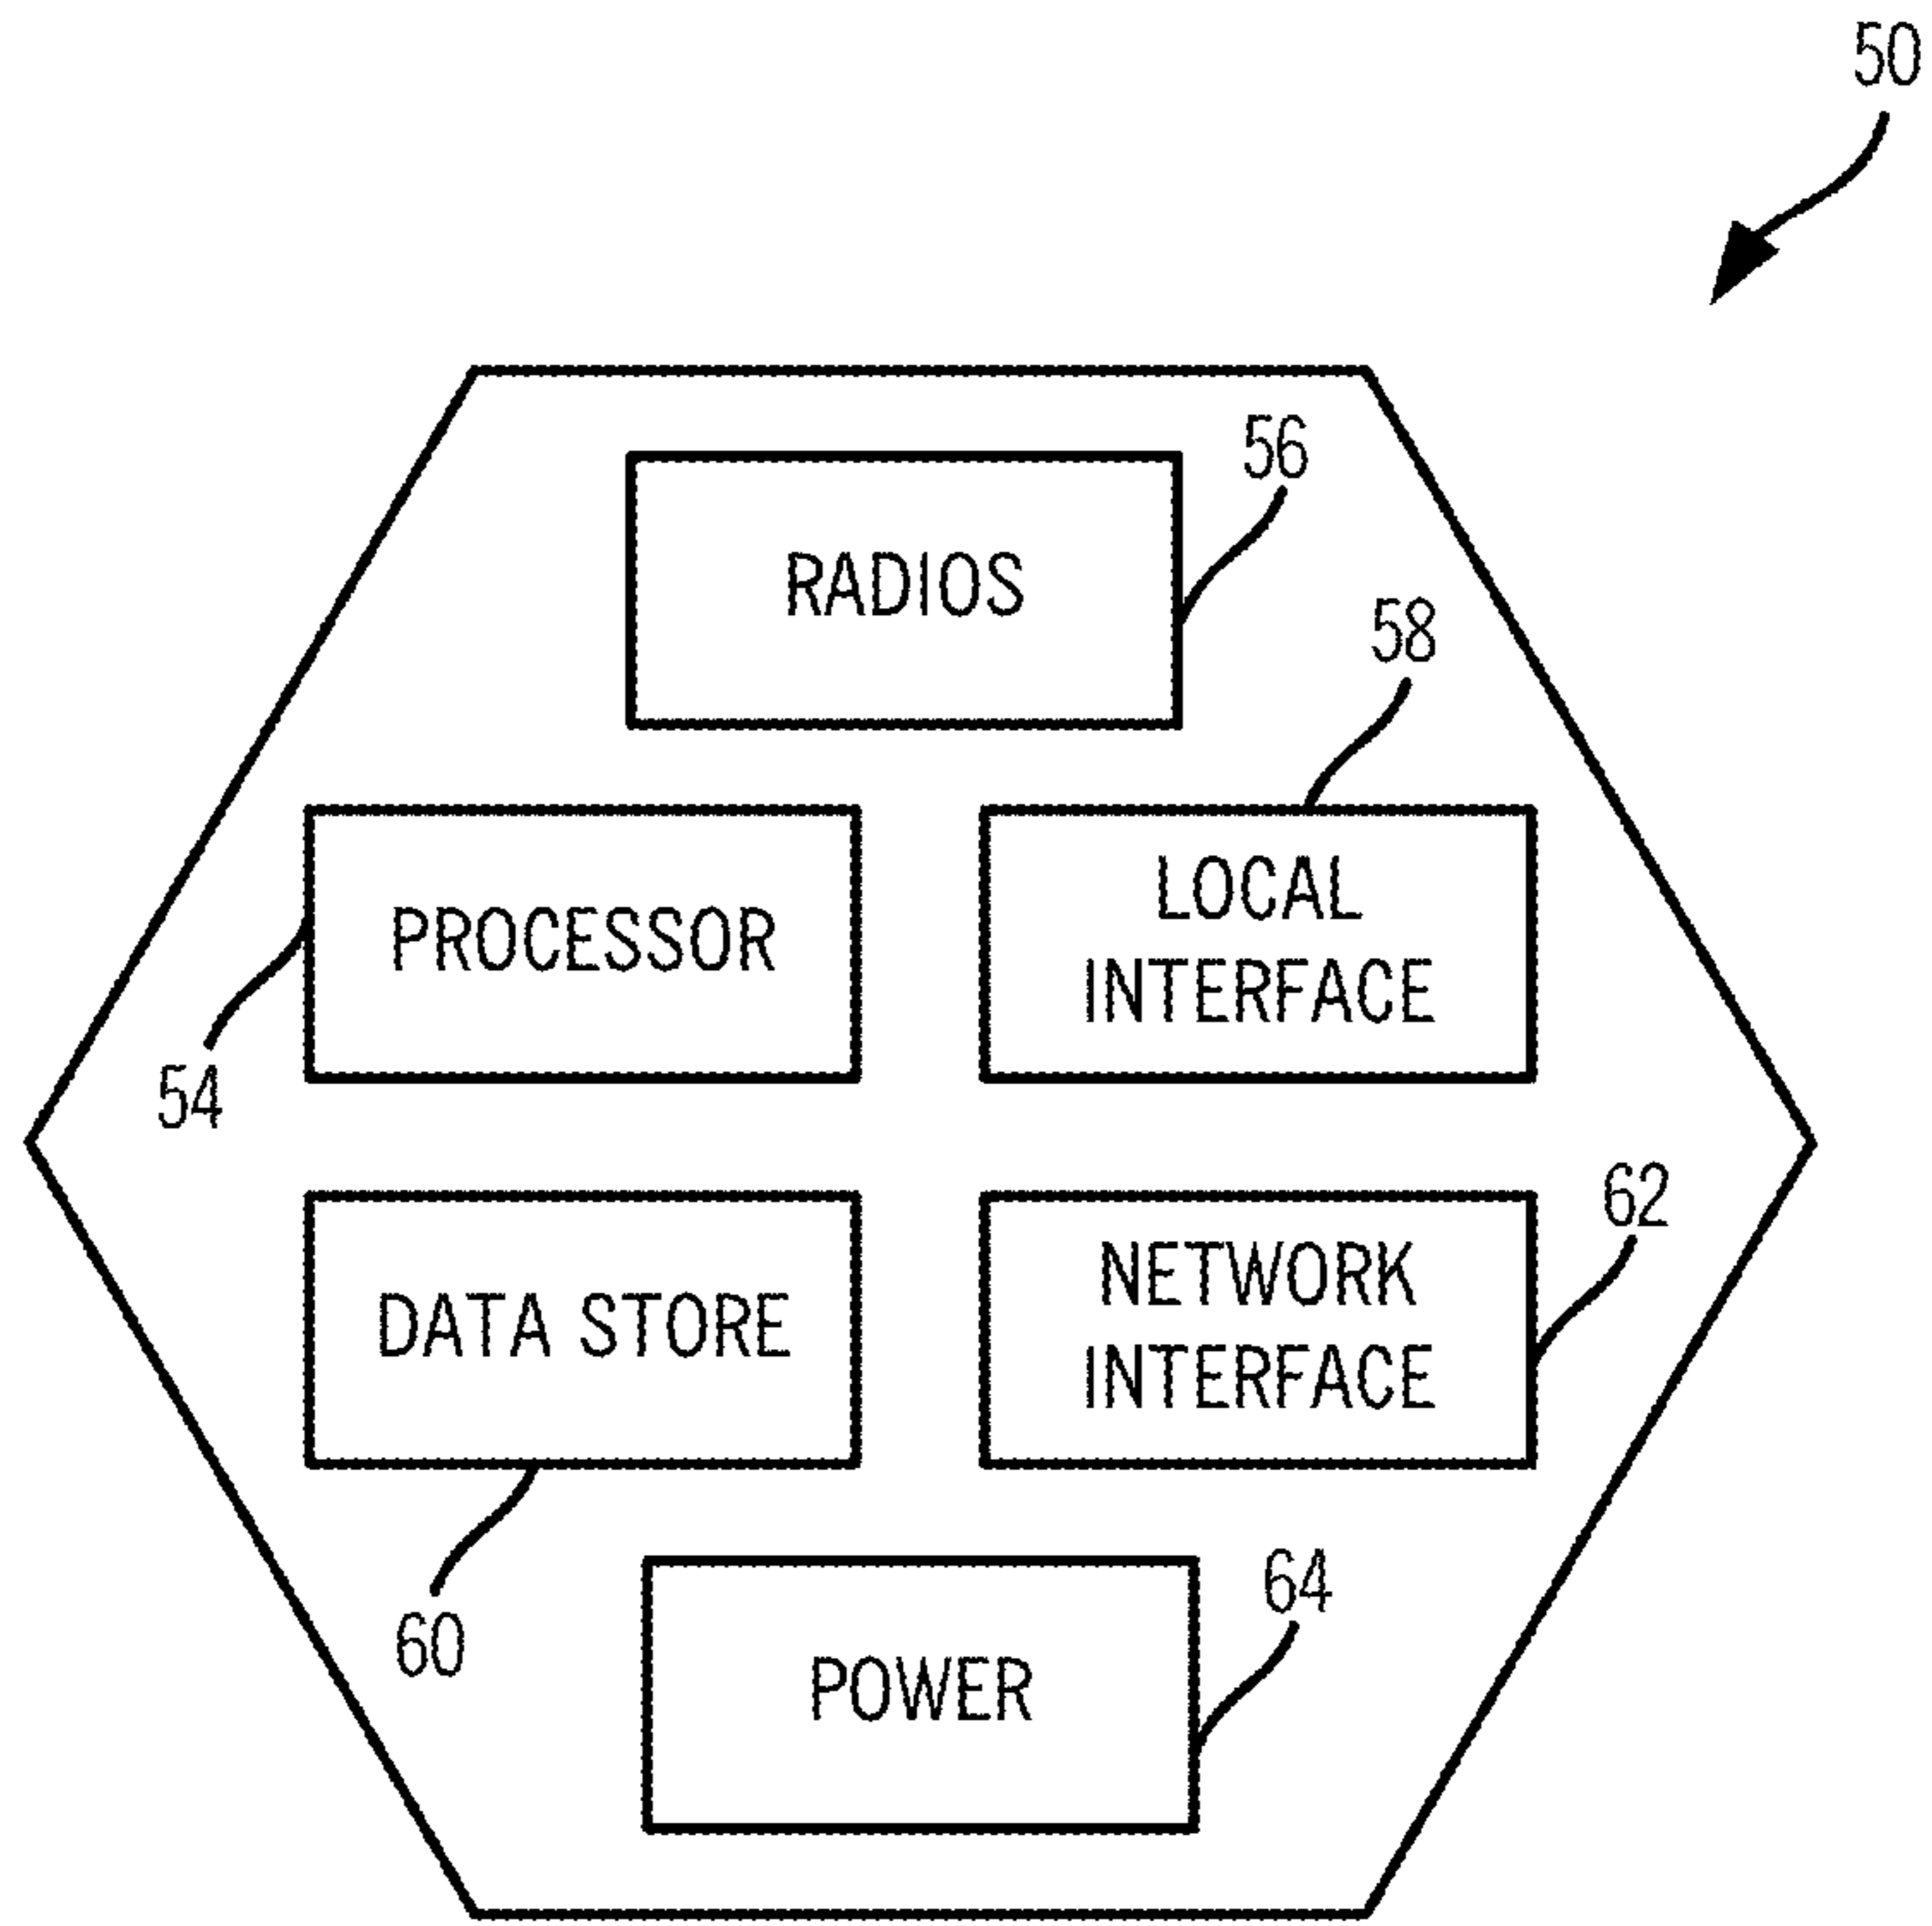 50
56
RADIOS
58
LOCAL
INTERFACE
PROCESSOR
54
62
NETWORK
INTERFACE
DATA STORE
60
64
POWER